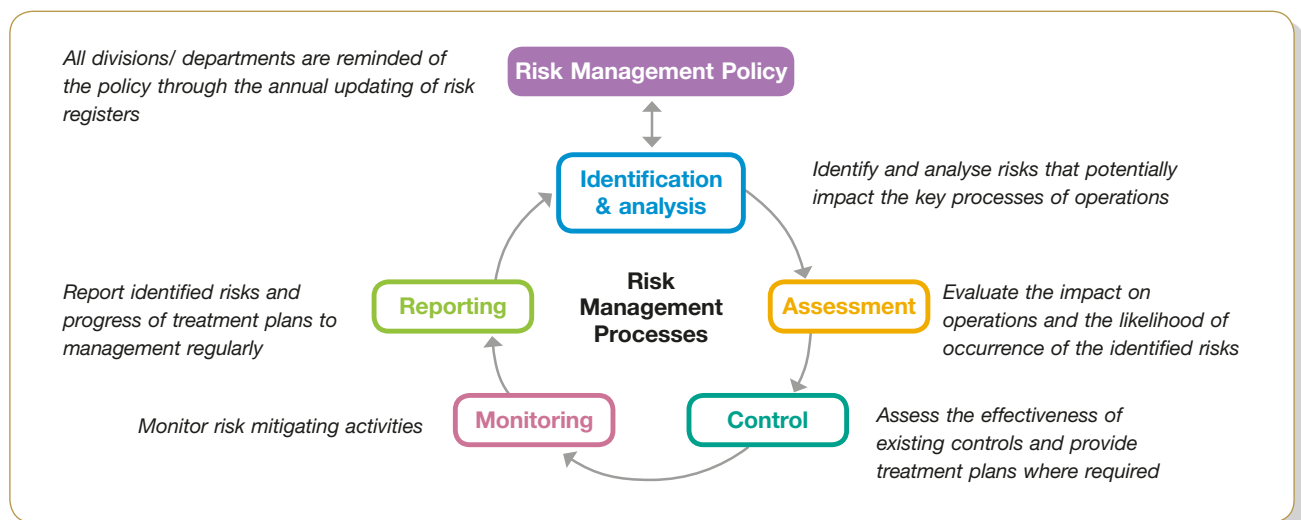 All divisions/ departments are reminded of
the policy through the annual updating of risk
registers
Risk Management Policy
Identification
& analysis
Identify and analyse risks that potentially
impact the key processes of operations
Risk
Management
Processes
Reporting
Report identified risks and
progress of treatment plans to
management regularly
Assessment
Evaluate the impact on
operations and the likelihood of
occurrence of the identified risks
Monitor risk mitigating activities
Monitoring
Control
Assess the effectiveness of
existing controls and provide
treatment plans where required